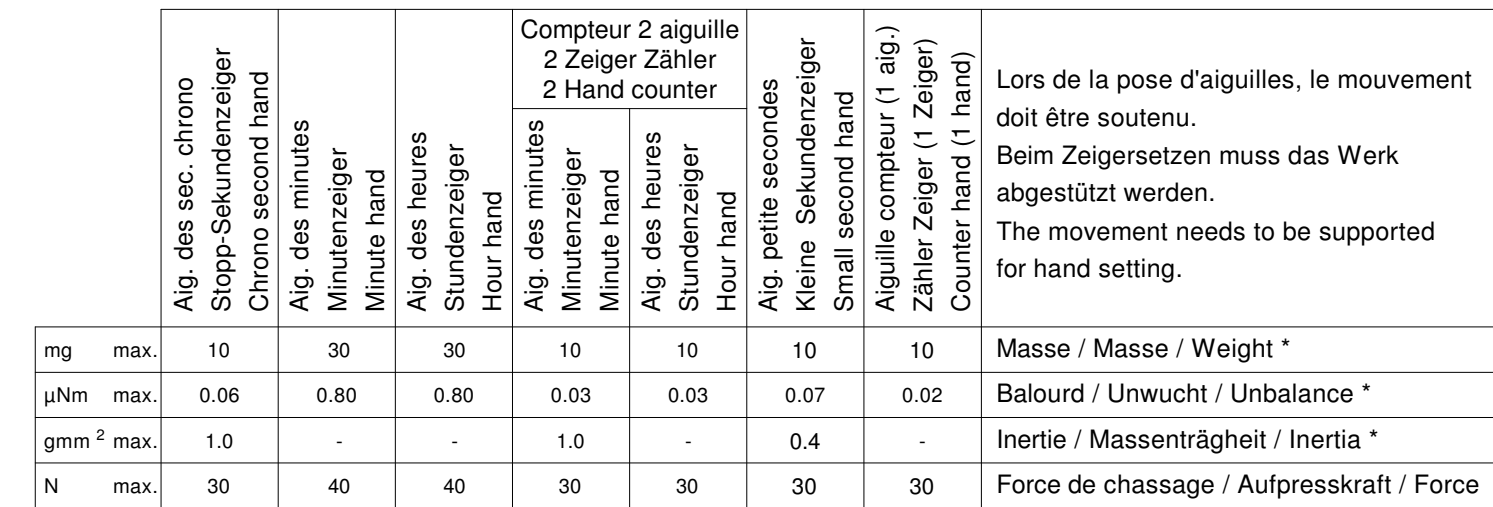 Aig. des sec. chrono
Stopp-Sekundenzeiger
Chrono second hand
Aig. des minutes
Minutenzeiger
Minute hand
Aig. des heures
Stundenzeiger
Hour hand
Compteur 2 aiguille
2 Zeiger Zähler
2 Hand counter
Aig. des minutes
Minutenzeiger
Minute hand
Aig. des heures
Stundenzeiger
Hour hand
Aig. petite secondes
Kleine Sekundenzeiger
Small second hand
Aiguille compteur (1 aig.)
Zähler Zeiger (1 Zeiger)
Counter hand (1 hand)
Lors de la pose d'aiguilles, le mouvement
doit être soutenu.
Beim Zeigersetzen muss das Werk
abgestützt werden.
The movement needs to be supported
for hand setting.
mg max. 10 30 30 10 10 10 10 Masse / Masse / Weight *
µNm max. 0.06 0.80 0.80 0.03 0.03 0.07 0.02 Balourd / Unwucht / Unbalance *
gmm ² max. 1.0 - - 1.0 - 0.4 - Inertie / Massenträgheit / Inertia *
N max. 30 40 40 30 30 30 30 Force de chassage / Aufpresskraft / Force